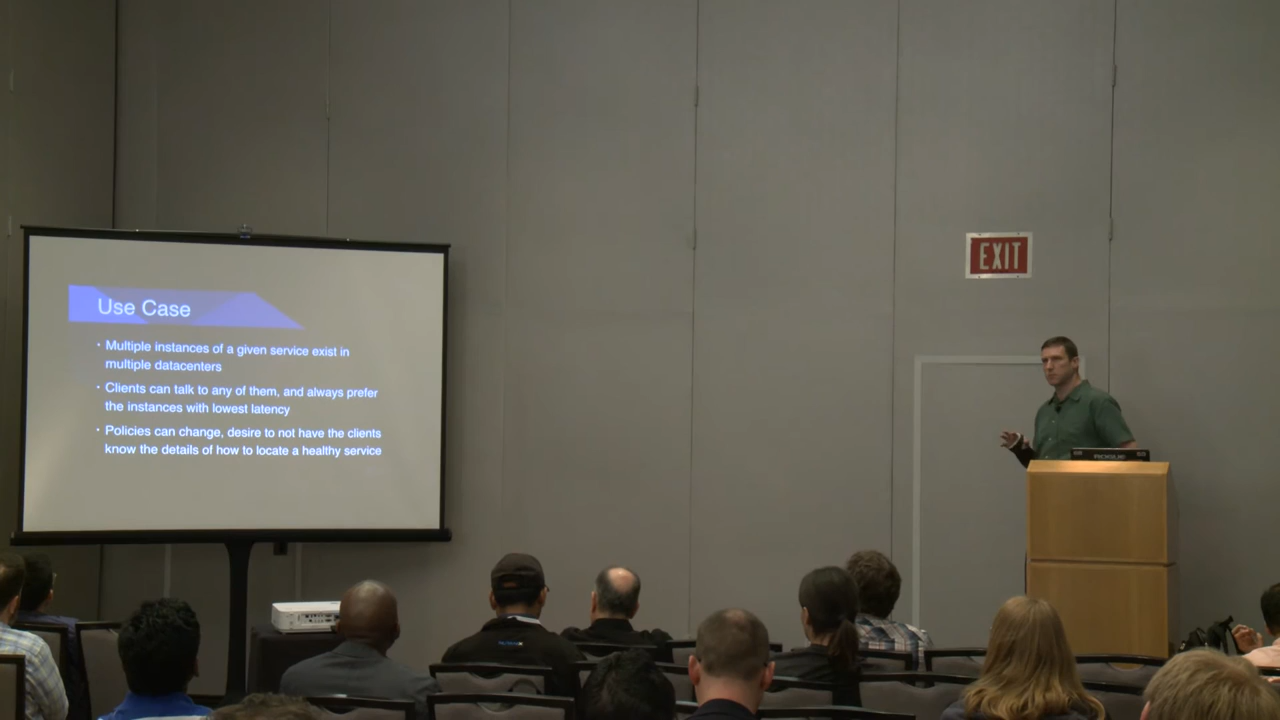 Use Case
• Multiple instances of a given service exist in
multiple datacenters
• Clients can talk to any of them, and always prefer
the instances with lowest latency
• Policies can change, desire to not have the clients
know the details of how to locate a healthy service
EXIT